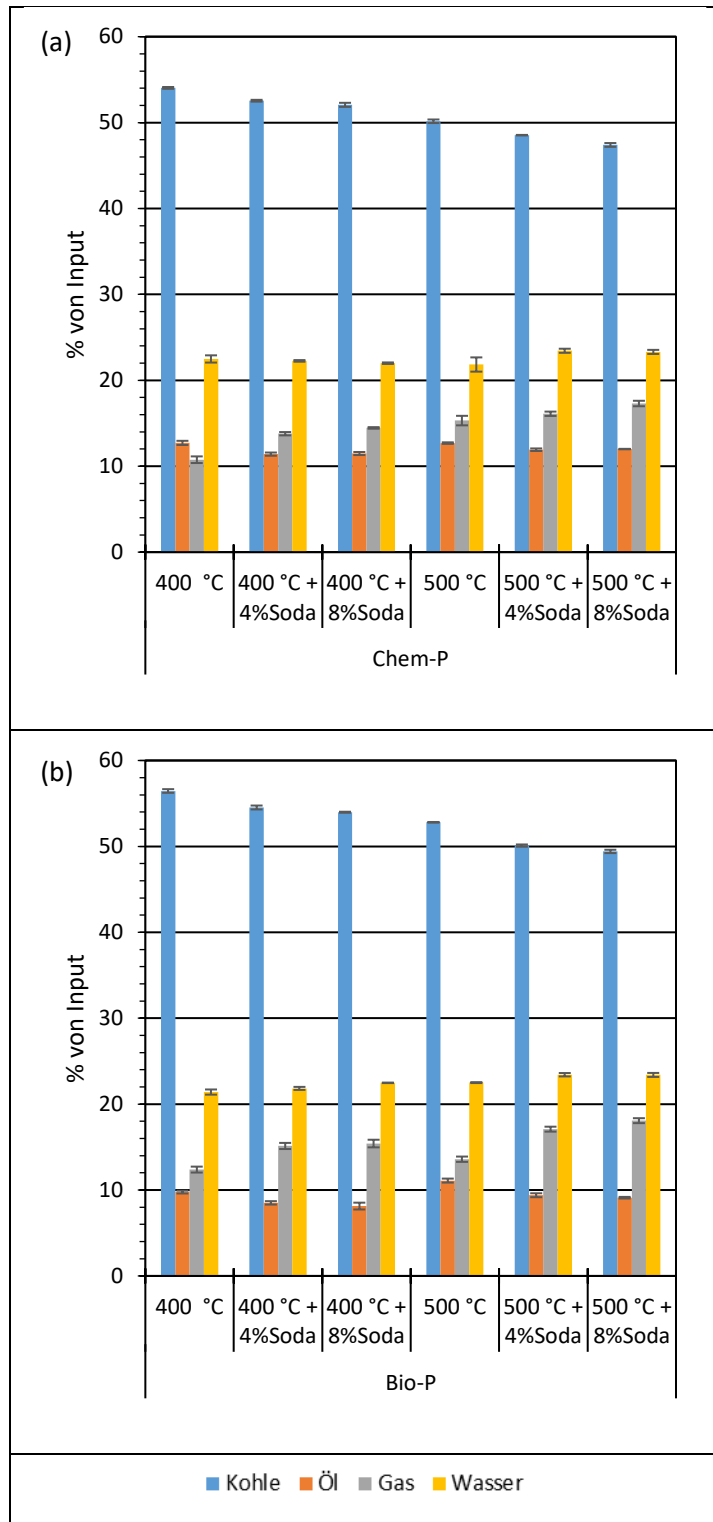 (a)
% von Input
60
50
40
30
20
10
0
400 °C
400 °C +
4%Soda
400 °C +
8%Soda
500 °C
500 °C +
4%Soda
500 °C +
8%Soda
Chem-P
(b)
% von Input
60
50
40
30
20
10
0
400 °C
400 °C +
4%Soda
400 °C +
8%Soda
500 °C
500 °C +
4%Soda
500 °C +
8%Soda
Bio-P
Kohle Öl Gas Wasser